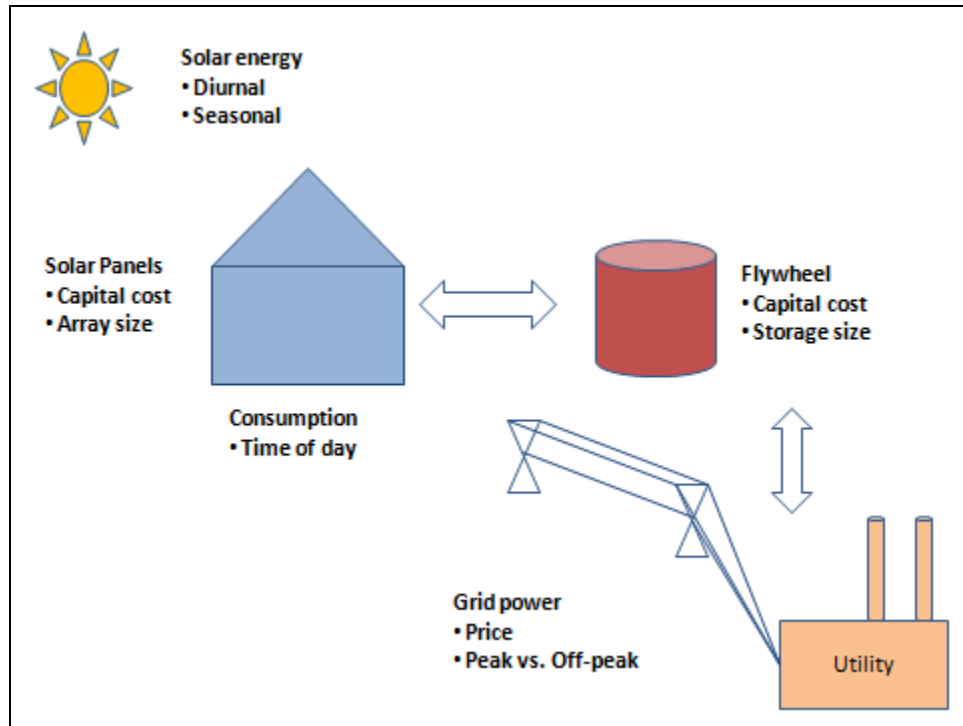 Solar energy
• Diurnal
• Seasonal
Solar Panels
• Capital cost
• Array size
Flywheel
• Capital cost
• Storage size
Consumption
• Time of day
Grid power
• Price
• Peak vs. Off-peak
Utility